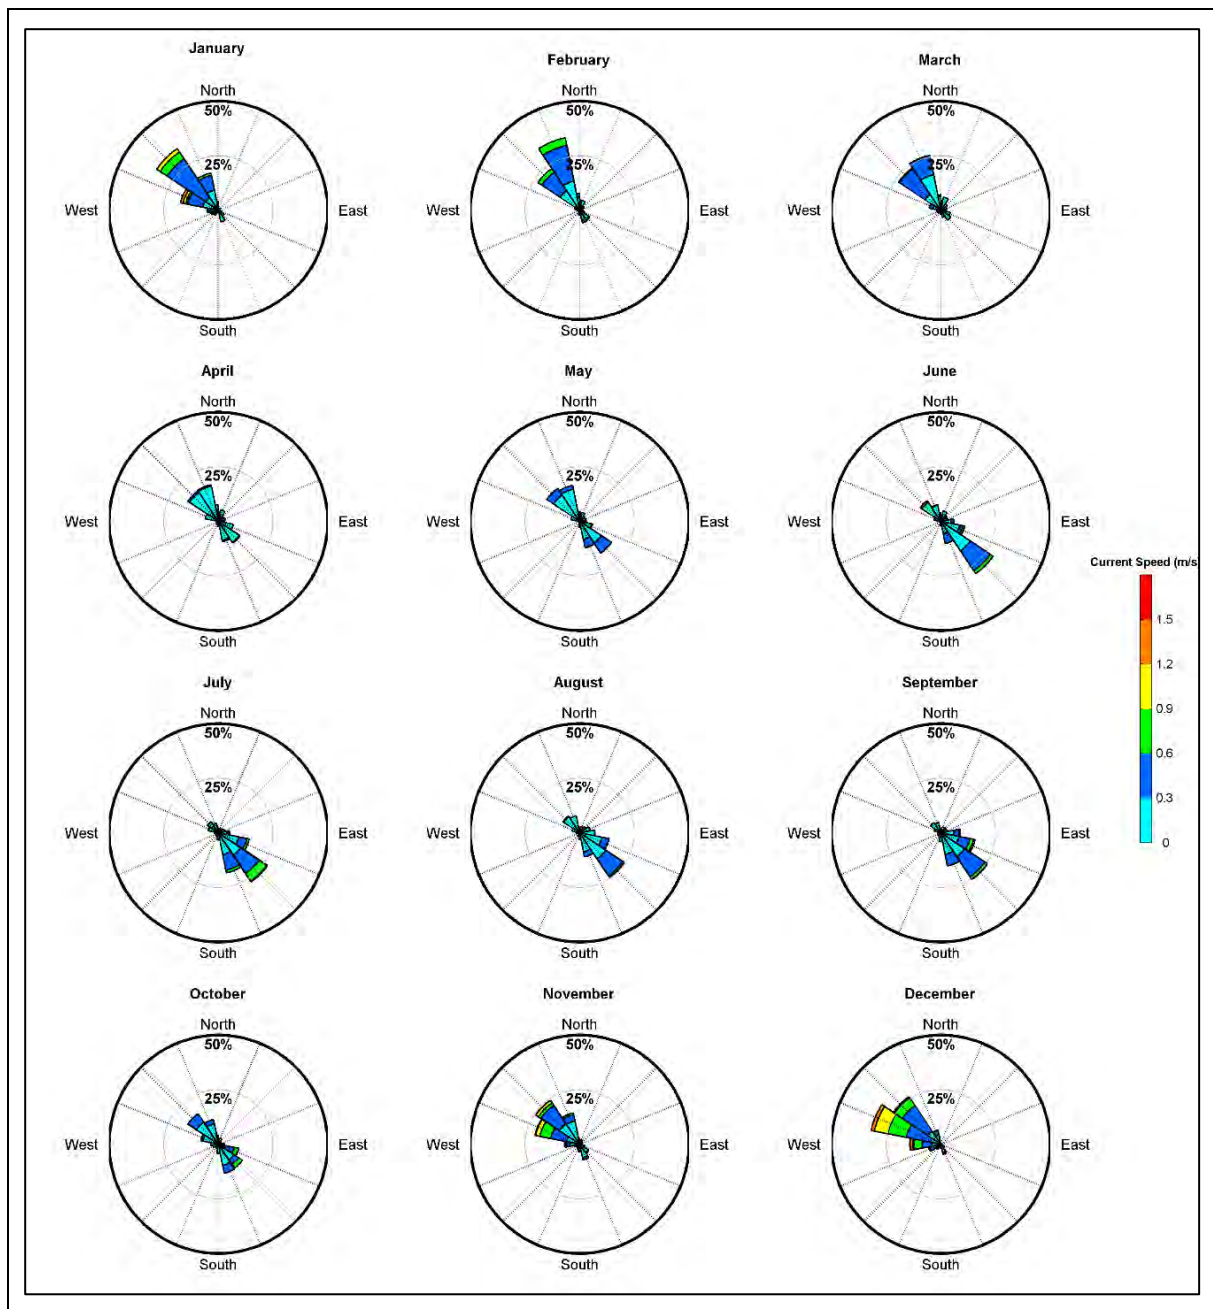 January
February
March
North
North
North
50%
50%
50%
25%
25%
25%
West
East
West
East
West
East
South
South
South
April
May
June
North
North
North
50%
50%
50%
25%
25%
25%
West
East
West
East
West
East
South
South
South
Current Speed (m/s
1.5
1.2
0.9
0.6
0.3
0
July
August
September
North
North
North
50%
50%
50%
25%
25%
25%
West
East
West
East
West
East
South
South
South
October
November
December
North
North
North
50%
50%
50%
25%
25%
25%
West
East
West
East
West
East
South
South
South